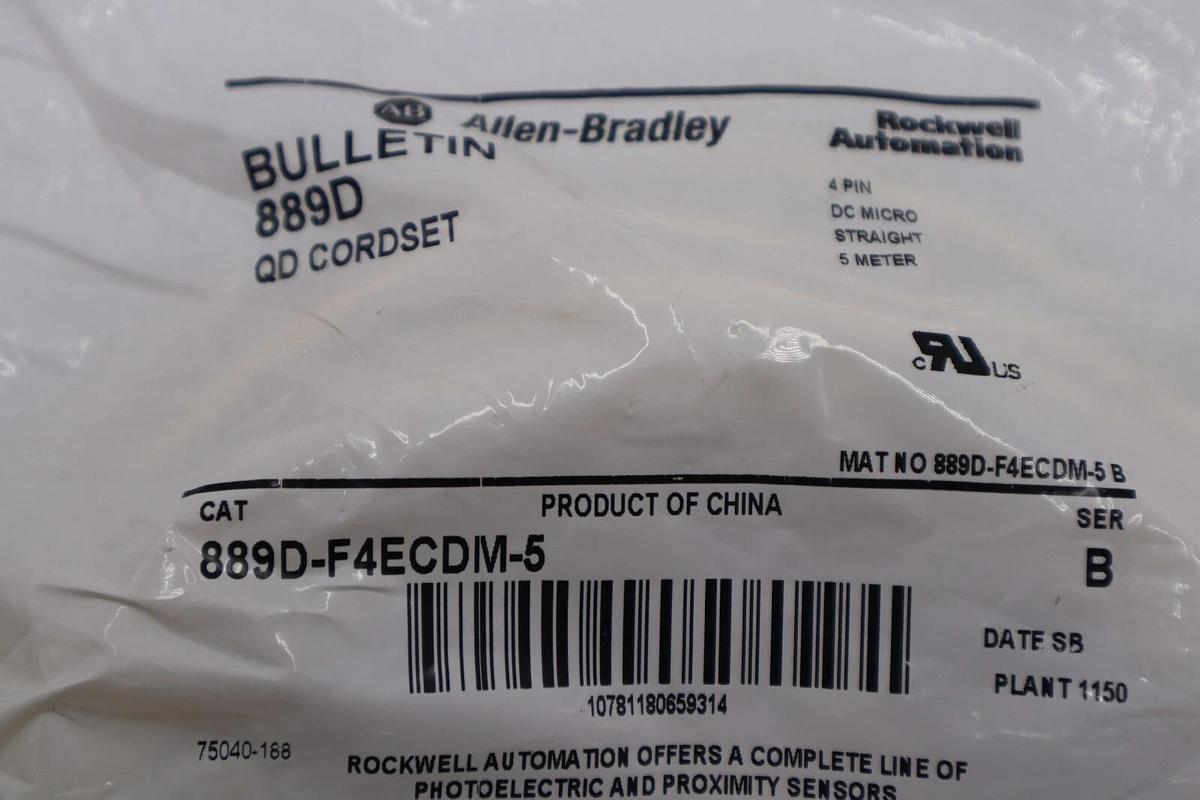 AB Allen-Bradley
Rockwell
Automation
BULLETIN
889D
QD CORDSET
4 PIN
DC MICRO
STRAIGHT
5 METER
c RU US
MAT NO 889D-F4ECDM-5 B
CAT
PRODUCT OF CHINA
SER
889D-F4ECDM-5
B
DATE SB
PLANT 1150
10781180659314
75040-188
ROCKWELL AUTOMATION OFFERS A COMPLETE LINE OF
PHOTOELECTRIC AND PROXIMITY SENSORS